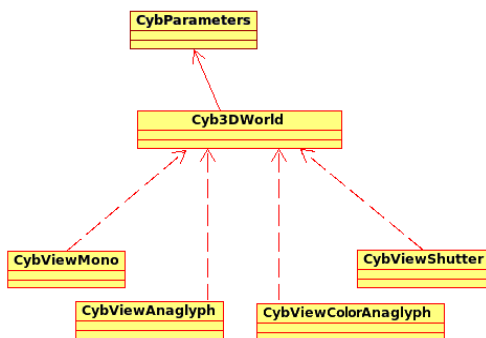 CybParameters
Cyb3DWorld
CybViewMono
CybViewShutter
CybViewAnaglyph
CybViewColorAnaglyph